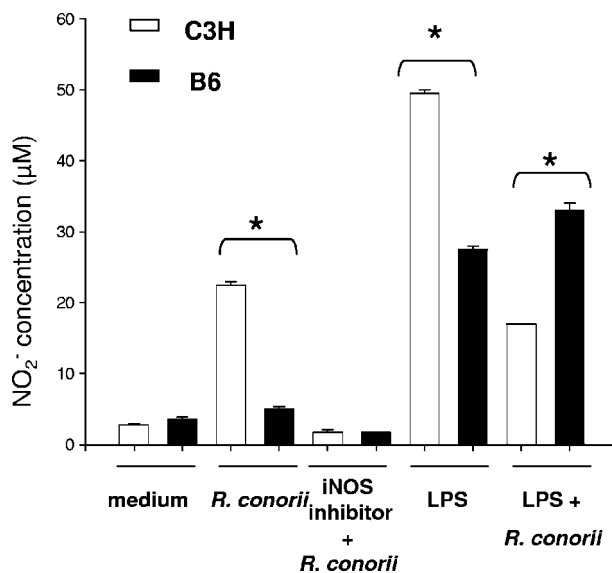 C3H
B6
NO₂⁻ concentration (µM)
60
50
40
30
20
10
0
*
*
*
medium
R. conorii
iNOS
inhibitor
+
R. conorii
LPS
LPS +
R. conorii